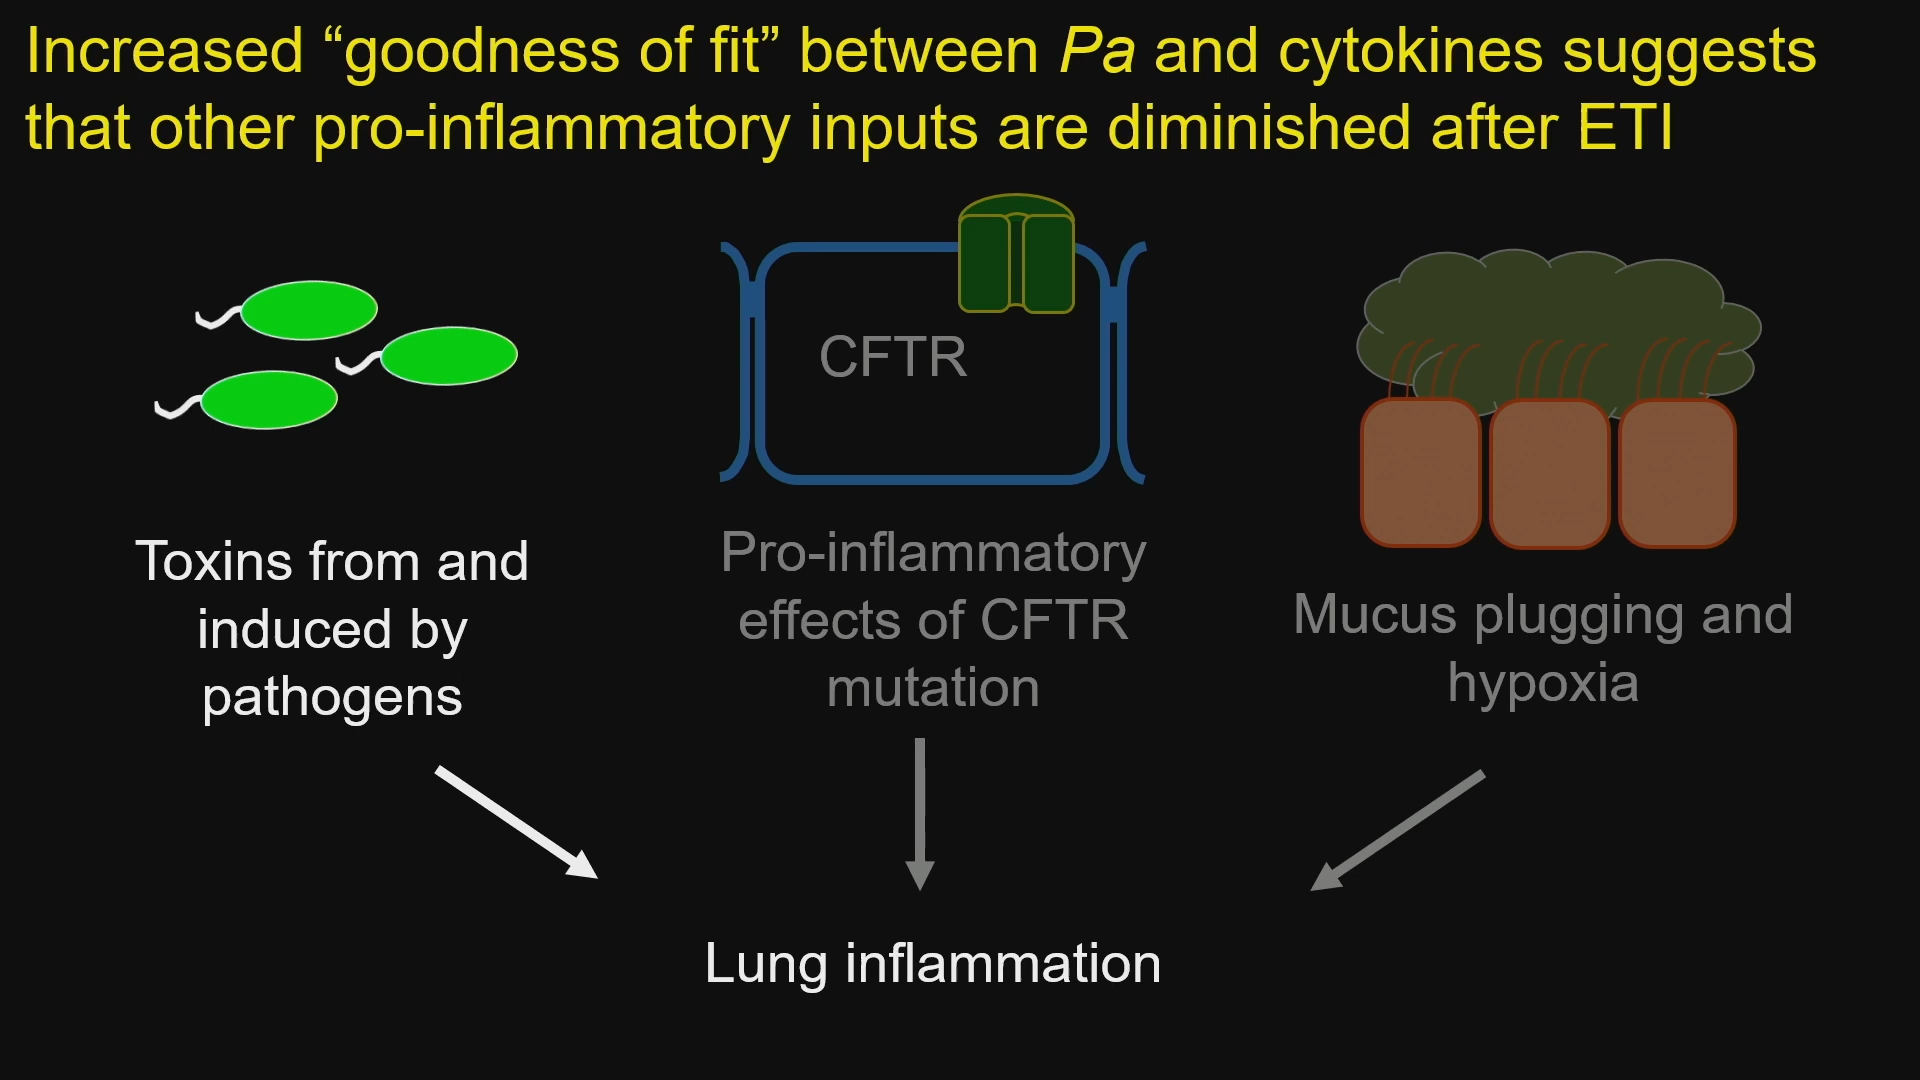 Increased “goodness of fit” between Pa and cytokines suggests
that other pro-inflammatory inputs are diminished after ETI
CFTR
Toxins from and
induced by
pathogens
Pro-inflammatory
effects of CFTR
mutation
Mucus plugging and
hypoxia
Lung inflammation